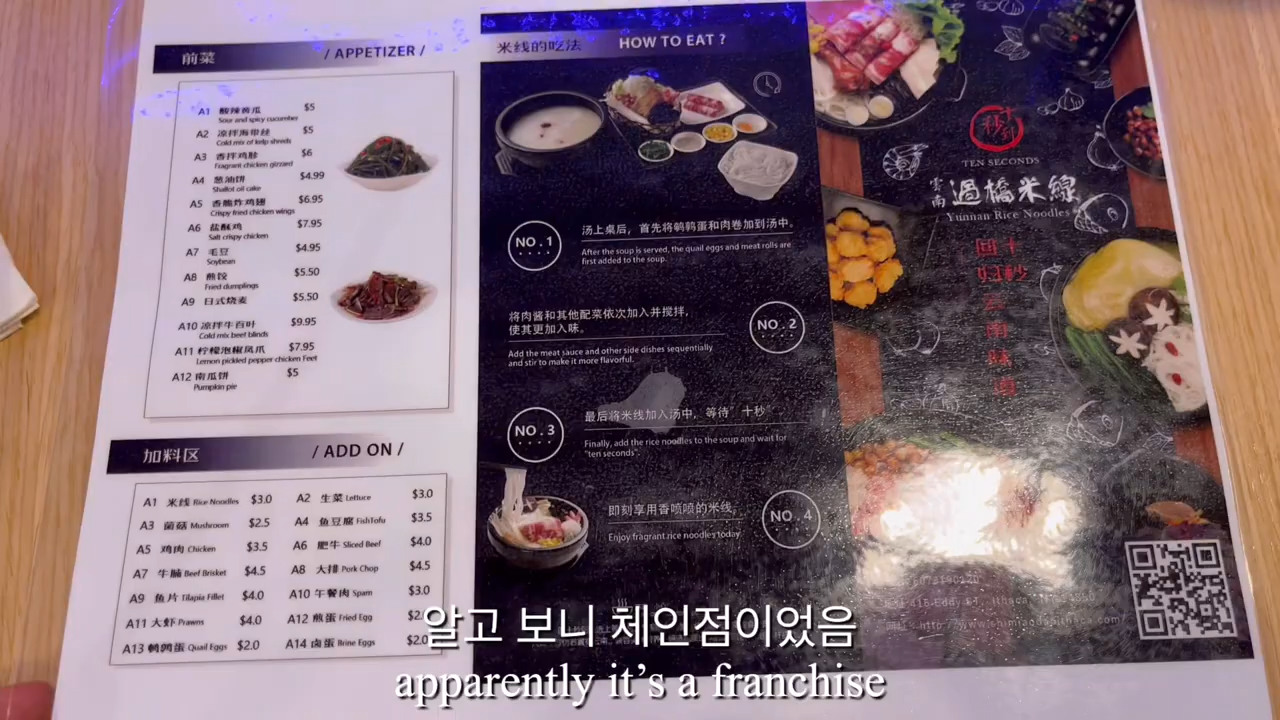 前菜 / APPETIZER /
A1 酸辣黄瓜 $5
Sour and spicy cucumber
A2 凉拌海带丝 $5
Cold mix of kelp shreds
A3 香拌鸡胗 $6
Fragrant chicken gizzard
A4 葱油饼 $4.99
Shallot oil cake
A5 香脆炸鸡翅 $6.95
Crispy fried chicken wings
A6 盐酥鸡 $7.95
Salt crispy chicken
A7 毛豆 $4.95
Soybean
A8 煎饺 $5.50
Fried dumplings
A9 日式烧麦 $5.50
A10 凉拌牛百叶 $9.95
Cold mix beef blinds
A11 柠檬泡椒凤爪 $7.95
Lemon pickled pepper chicken Feet
A12 南瓜饼 $5
Pumpkin pie
加料区 / ADD ON /
A1 米线 Rice Noodles $3.0 A2 生菜 Lettuce $3.0
A3 菌菇 Mushroom $2.5 A4 鱼豆腐 FishTofu $3.5
A5 鸡肉 Chicken $3.5 A6 肥牛 Sliced Beef $4.0
A7 牛腩 Beef Brisket $4.5 A8 大排 Pork Chop $4.5
A9 鱼片 Tilapia Fillet $4.0 A10 午餐肉 Spam $3.0
A11 大虾 Prawns $4.0 A12 煎蛋 Fried Egg
A13 鹌鹑蛋 Quail Eggs $2.0 A14 卤蛋 Brine Eggs
米线的吃法 HOW TO EAT ?
NO.1
汤上桌后，首先将鹌鹑蛋和肉卷加到汤中。
After the soup is served, the quail eggs and meat rolls are
first added to the soup.
将肉酱和其他配菜依次加入并搅拌，
使其更加入味。
NO.2
Add the meat sauce and other side dishes sequentially
and stir to make it more flavorful.
NO.3
最后将米线加入汤中，等待"十秒"
Finally, add the rice noodles to the soup and wait for
"ten seconds".
即刻享用香喷喷的米线。
NO.4
Enjoy fragrant rice noodles today
十秒到
TEN SECONDS
雲南 過橋米線
Yunnan Rice Noodles
알고 보니 체인점이었음
apparently it's a franchise